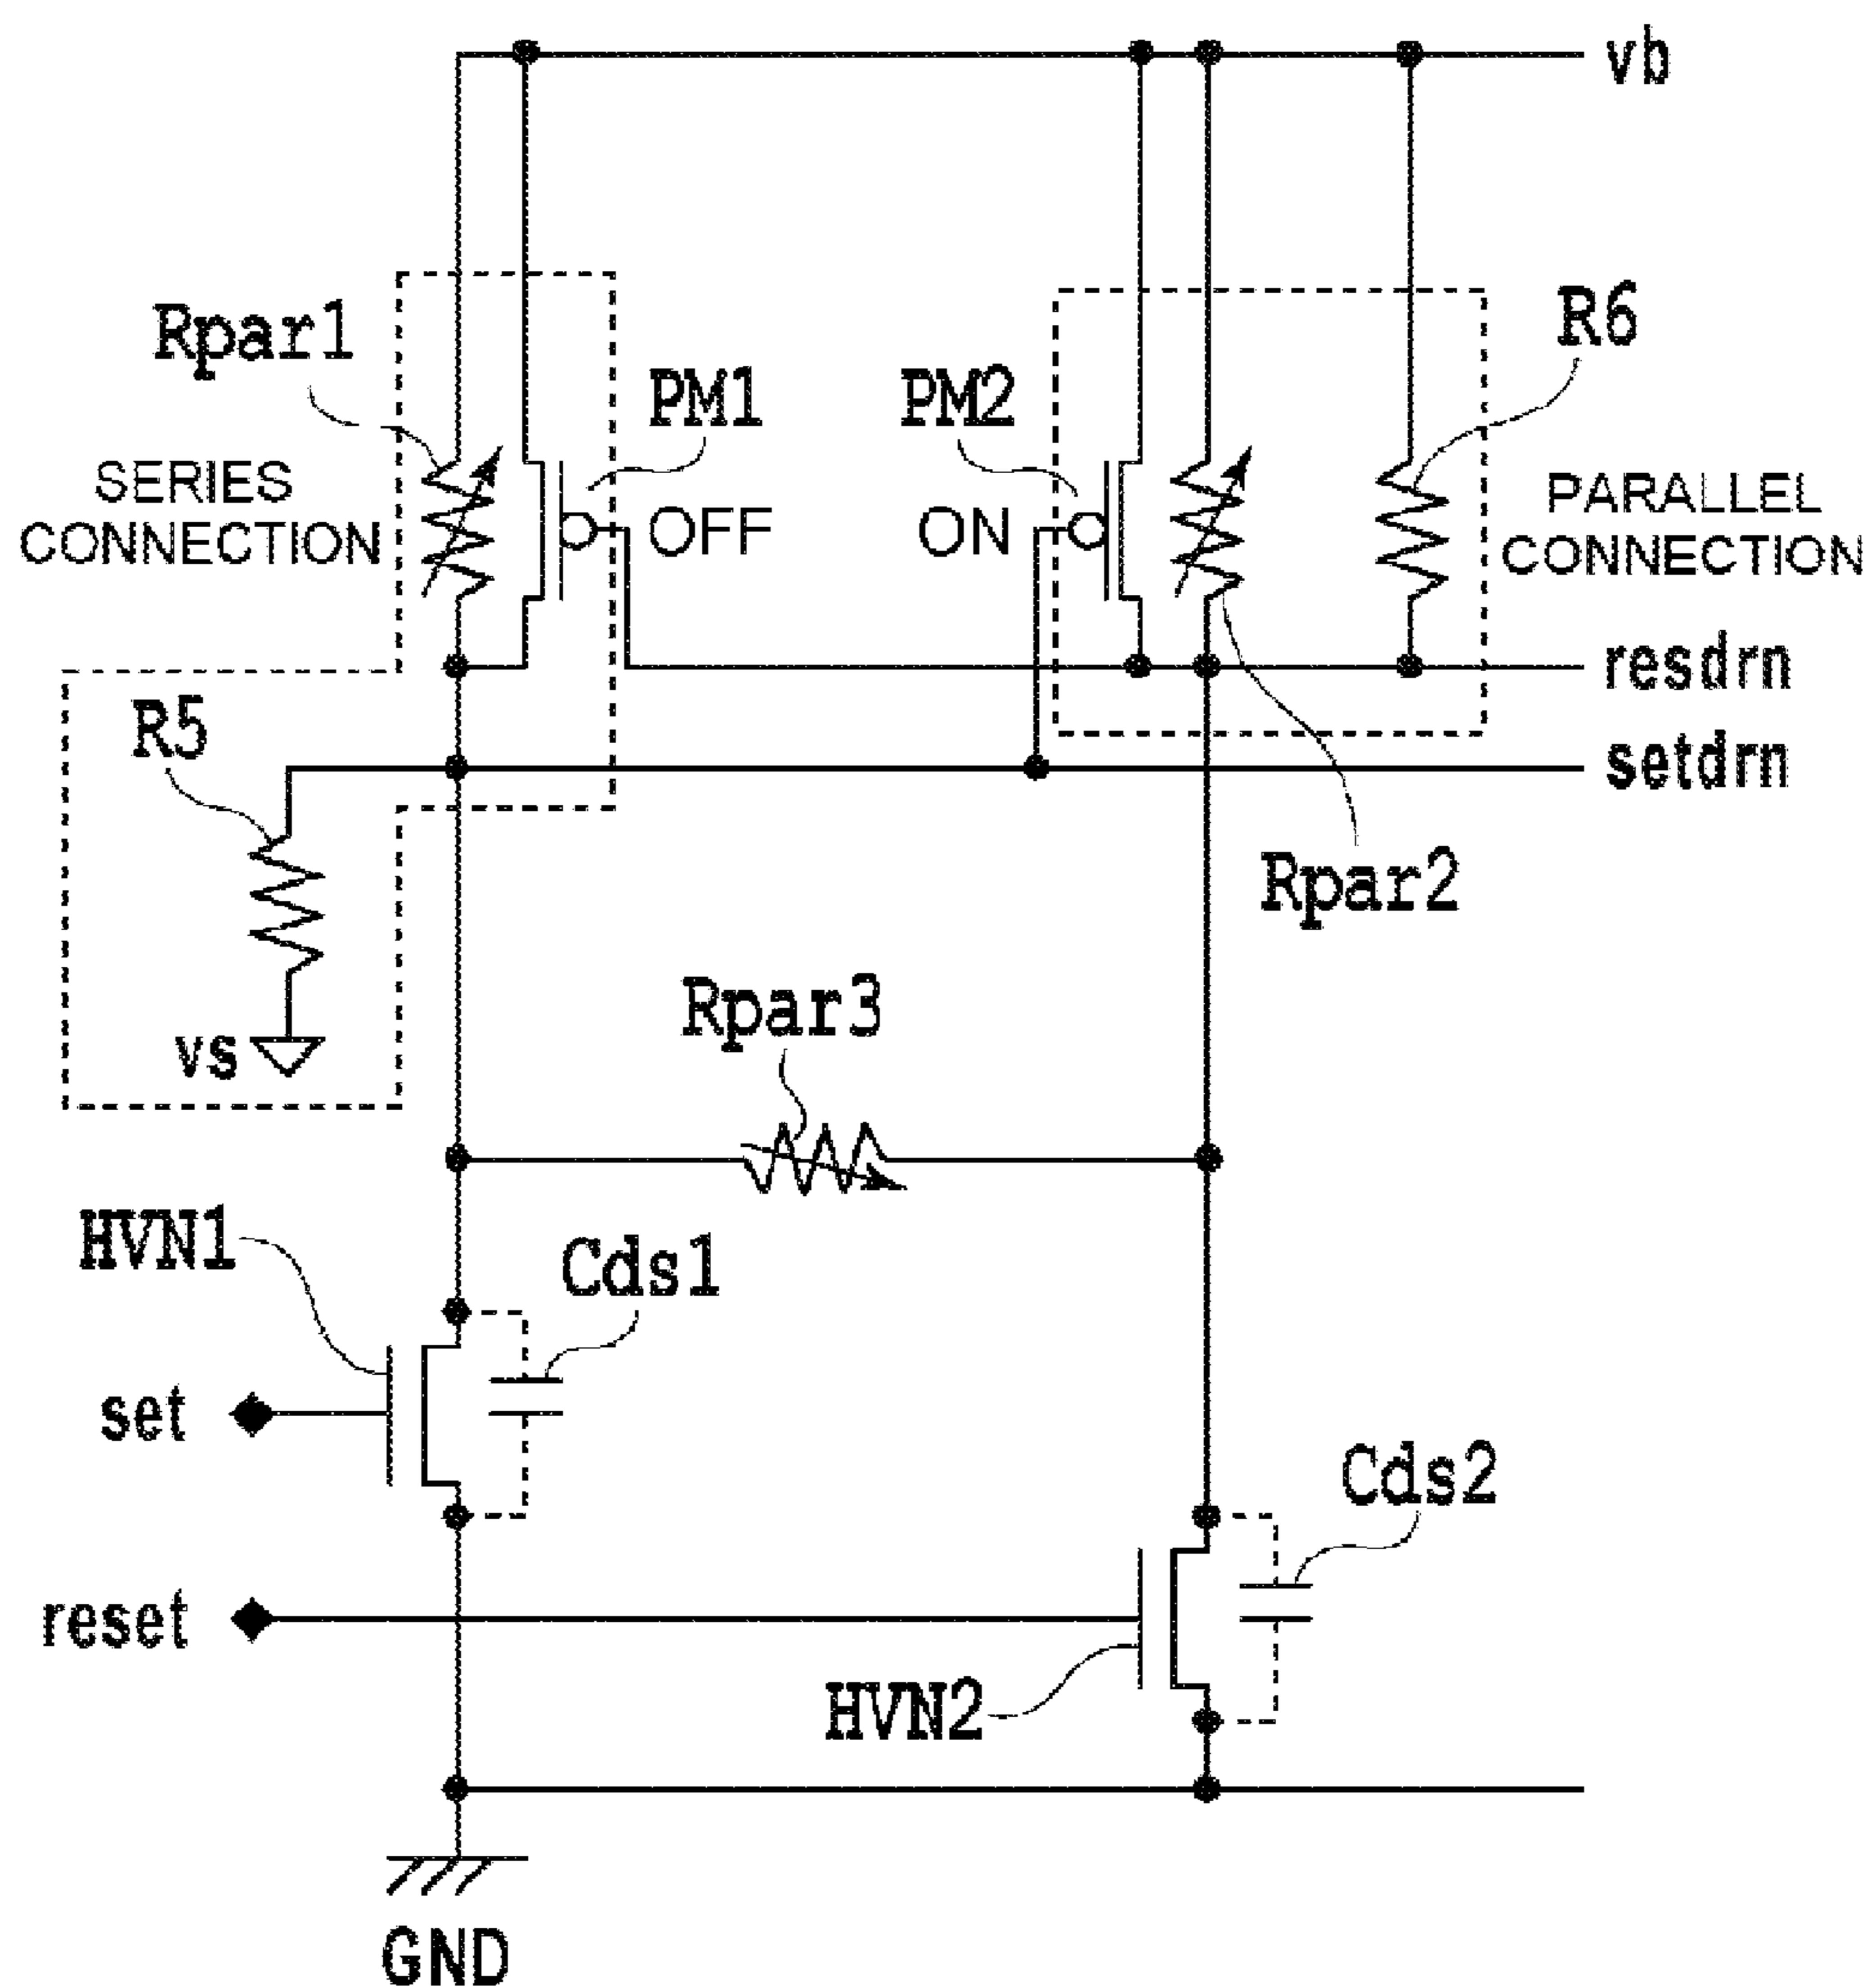 vb
Rpar1
R6
PM1
PM2
SERIES
CONNECTION
OFF
ON
PARALLEL
CONNECTION
resdrn
setdrn
R5
Rpar2
Rpar3
vs
HVN1
Cds1
set
Cds2
reset
HVN2
GND